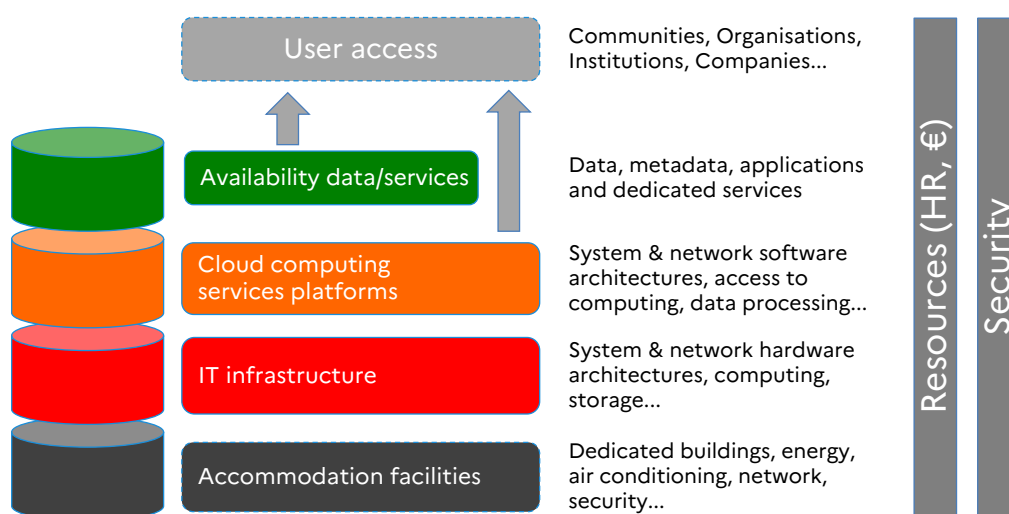 User access
Communities, Organisations,
Institutions, Companies...
Availability data/services
Data, metadata, applications
and dedicated services
Cloud computing
services platforms
System & network software
architectures, access to
computing, data processing...
IT infrastructure
System & network hardware
architectures, computing,
storage...
Accommodation facilities
Dedicated buildings, energy,
air conditioning, network,
security...
Resources (HR, €)
Security